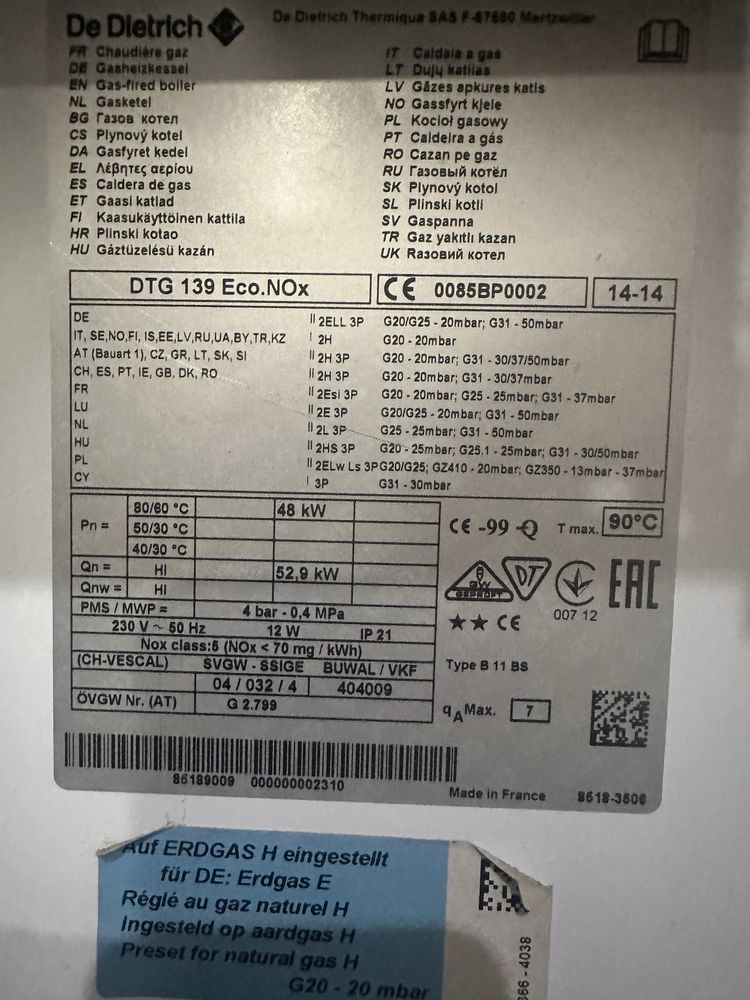 De Dietrich
De Dietrich Thermique SAS F-67580 Mertzwiller
FR Chaudière gaz
DE Gasheizkessel
EN Gas-fired boiler
NL Gasketel
BG Газов котел
CS Plynový kotel
DA Gasfyret kedel
EL Λέβητες αερίου
ES Caldera de gas
ET Gaasi katlad
FI Kaasukäyttöinen kattila
HR Plinski kotao
HU Gáztüzelésü kazán
IT Caldaia a gas
LT Dujų katilas
LV Gāzes apkures katls
NO Gassfyrt kjele
PL Kocioł gasowy
PT Caldeira a gás
RO Cazan pe gaz
RU Газовый котёл
SK Plynový kotol
SL Plinski kotli
SV Gaspanna
TR Gaz yakıtlı kazan
UK Rазовий котел
DTG 139 Eco.NOx CE 0085BP0002 14-14
DE II 2ELL 3P G20/G25 - 20mbar; G31 - 50mbar
IT, SE,NO,FI, IS,EE,LV,RU,UA,BY,TR,KZ I 2H G20 - 20mbar
AT (Bauart 1), CZ, GR, LT, SK, SI II 2H 3P G20 - 20mbar; G31 - 30/37/50mbar
CH, ES, PT, IE, GB, DK, RO II 2H 3P G20 - 20mbar; G31 - 30/37mbar
FR II 2Esi 3P G20 - 20mbar; G25 - 25mbar; G31 - 37mbar
LU II 2E 3P G20/G25 - 20mbar; G31 - 50mbar
NL II 2L 3P G25 - 25mbar; G31 - 50mbar
HU II 2HS 3P G20 - 25mbar; G25.1 - 25mbar; G31 - 30/50mbar
PL II 2ELw Ls 3P G20/G25; GZ410 - 20mbar; GZ350 - 13mbar - 37mbar
CY I 3P G31 - 30mbar
Pn = 80/60 °C 48 kW
50/30 °C
40/30 °C
Qn = HI 52,9 kW
Qnw = HI
PMS / MWP = 4 bar - 0,4 MPa
230 V ~ 50 Hz 12 W IP 21
Nox class:5 (NOx < 70 mg / kWh)
(CH-VESCAL) SVGW - SSIGE BUWAL / VKF
04 / 032 / 4 404009
ÖVGW Nr. (AT) G 2.799
CE -99 T max. 90°C
GW GEPRÜFT DT 007 12 EAC
★★ CE
Type B 11 BS
qA Max. 7
86189009 000000002310
Made in France 8618-3506
Auf ERDGAS H eingestellt
für DE: Erdgas E
Réglé au gaz naturel H
Ingesteld op aardgas H
Preset for natural gas H
G20 - 20 mbar
366 - 4038